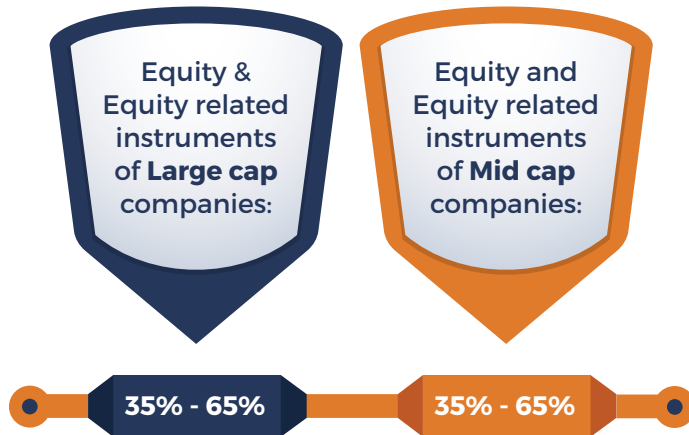 Equity &
Equity related
instruments
of Large cap
companies:
Equity and
Equity related
instruments
of Mid cap
companies:
35% - 65%
35% - 65%